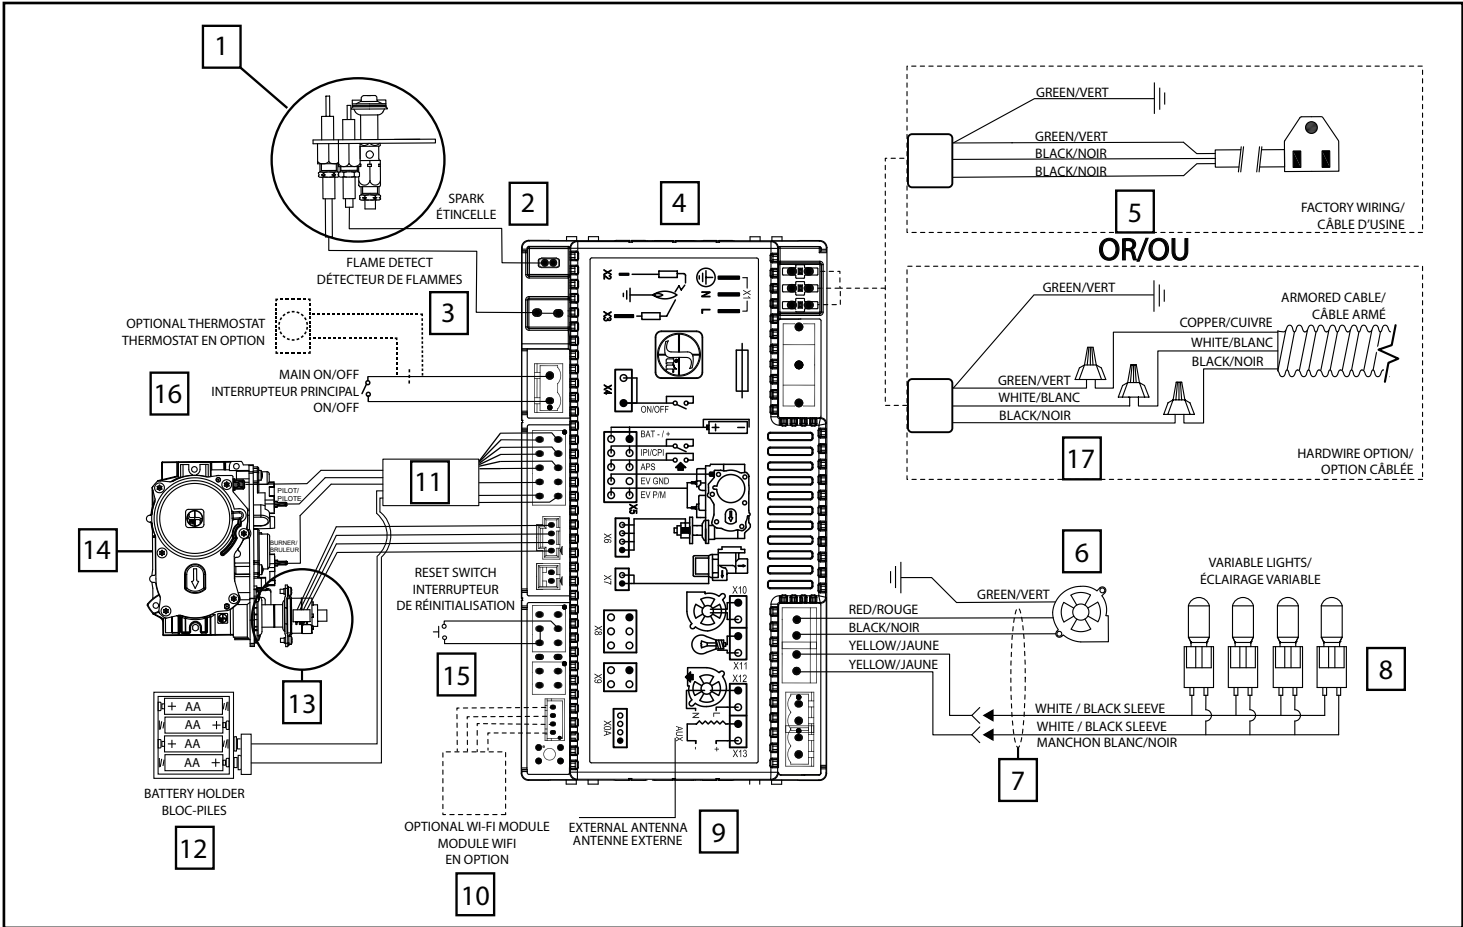 1
SPARK
ÉTINCELLE
2
FLAME DETECT
DÉTECTEUR DE FLAMMES
3
OPTIONAL THERMOSTAT
THERMOSTAT EN OPTION
16
MAIN ON/OFF
INTERRUPTEUR PRINCIPAL
ON/OFF
11
PILOT/
PILOTE
BURNER/
BRULEUR
14
13
RESET SWITCH
INTERRUPTEUR
DE RÉINITIALISATION
15
+ AA
AA +
+ AA
AA +
BATTERY HOLDER
BLOC-PILES
12
OPTIONAL WI-FI MODULE
MODULE WIFI
EN OPTION
10
4
X2
X3
N
L
X1
X4
ON/OFF
+ −
BAT - / +
IPI/CPI
APS
EV GND
EV P/M
X5
X6
X7
X8
X9
X0A
X10
X11
X12
N
L
AUX
- +
X13
EXTERNAL ANTENNA
ANTENNE EXTERNE
9
GREEN/VERT
GREEN/VERT
BLACK/NOIR
BLACK/NOIR
5
FACTORY WIRING/
CÂBLE D'USINE
OR/OU
GREEN/VERT
ARMORED CABLE/
CÂBLE ARMÉ
COPPER/CUIVRE
WHITE/BLANC
BLACK/NOIR
GREEN/VERT
WHITE/BLANC
BLACK/NOIR
17
HARDWIRE OPTION/
OPTION CÂBLÉE
6
GREEN/VERT
RED/ROUGE
BLACK/NOIR
YELLOW/JAUNE
YELLOW/JAUNE
VARIABLE LIGHTS/
ÉCLAIRAGE VARIABLE
8
WHITE / BLACK SLEEVE
WHITE / BLACK SLEEVE
MANCHON BLANC/NOIR
7